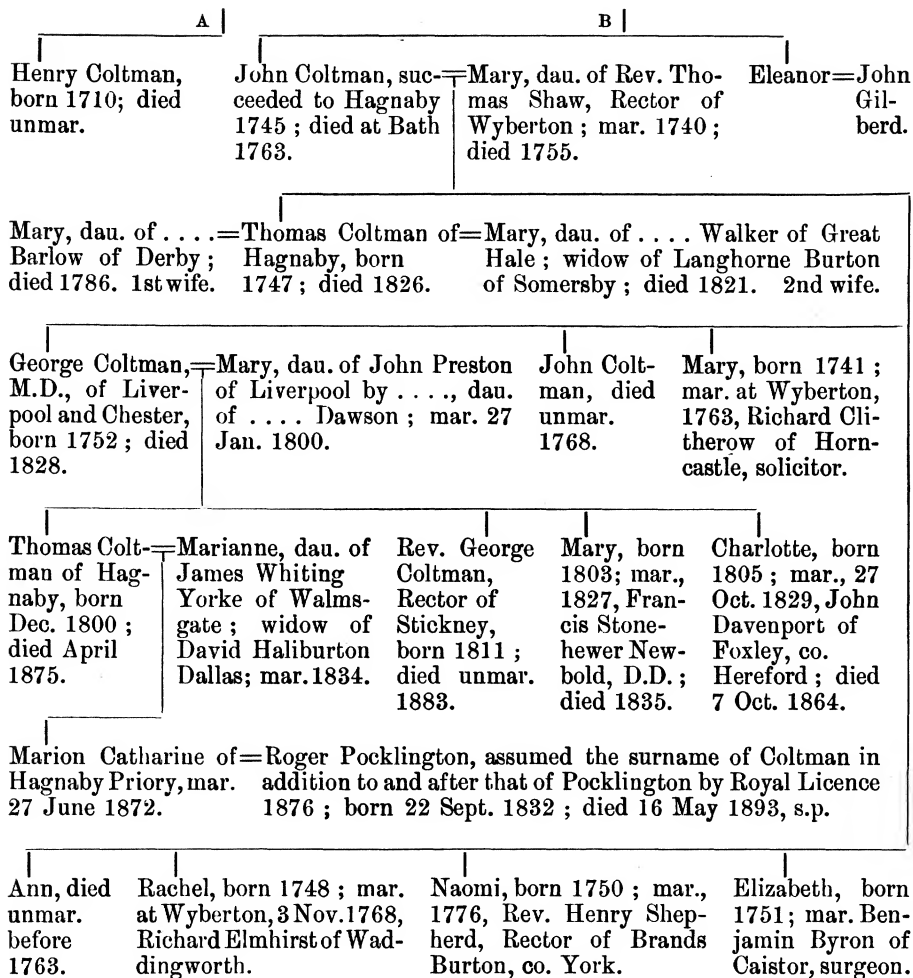 A B
Henry Coltman,
born 1710; died
unmar.
John Coltman, suc-
ceeded to Hagnaby
1745 ; died at Bath
1763.
Mary, dau. of Rev. Tho-
mas Shaw, Rector of
Wyberton ; mar. 1740 ;
died 1755.
Eleanor=John
Gil-
berd.
Mary, dau. of . . . .
Barlow of Derby ;
died 1786. 1st wife.
=Thomas Coltman of=
Hagnaby, born
1747 ; died 1826.
Mary, dau. of . . . . Walker of Great
Hale ; widow of Langhorne Burton
of Somersby ; died 1821. 2nd wife.
George Coltman,
M.D., of Liver-
pool and Chester,
born 1752 ; died
1828.
Mary, dau. of John Preston
of Liverpool by . . . ., dau.
of . . . . Dawson ; mar. 27
Jan. 1800.
John Colt-
man, died
unmar.
1768.
Mary, born 1741 ;
mar. at Wyberton,
1763, Richard Cli-
therow of Horn-
castle, solicitor.
Thomas Colt-
man of Hag-
naby, born
Dec. 1800 ;
died April
1875.
Marianne, dau. of
James Whiting
Yorke of Walms-
gate ; widow of
David Haliburton
Dallas; mar. 1834.
Rev. George
Coltman,
Rector of
Stickney,
born 1811 ;
died unmar.
1883.
Mary, born
1803; mar.,
1827, Fran-
cis Stone-
hewer New-
bold, D.D. ;
died 1835.
Charlotte, born
1805 ; mar., 27
Oct. 1829, John
Davenport of
Foxley, co.
Hereford ; died
7 Oct. 1864.
Marion Catharine of=
Hagnaby Priory, mar.
27 June 1872.
Roger Pocklington, assumed the surname of Coltman in
addition to and after that of Pocklington by Royal Licence
1876 ; born 22 Sept. 1832 ; died 16 May 1893, s.p.
Ann, died
unmar.
before
1763.
Rachel, born 1748 ; mar.
at Wyberton, 3 Nov. 1768,
Richard Elmhirst of Wad-
dingworth.
Naomi, born 1750 ; mar.,
1776, Rev. Henry Shep-
herd, Rector of Brands
Burton, co. York.
Elizabeth, born
1751; mar. Ben-
jamin Byron of
Caistor, surgeon.